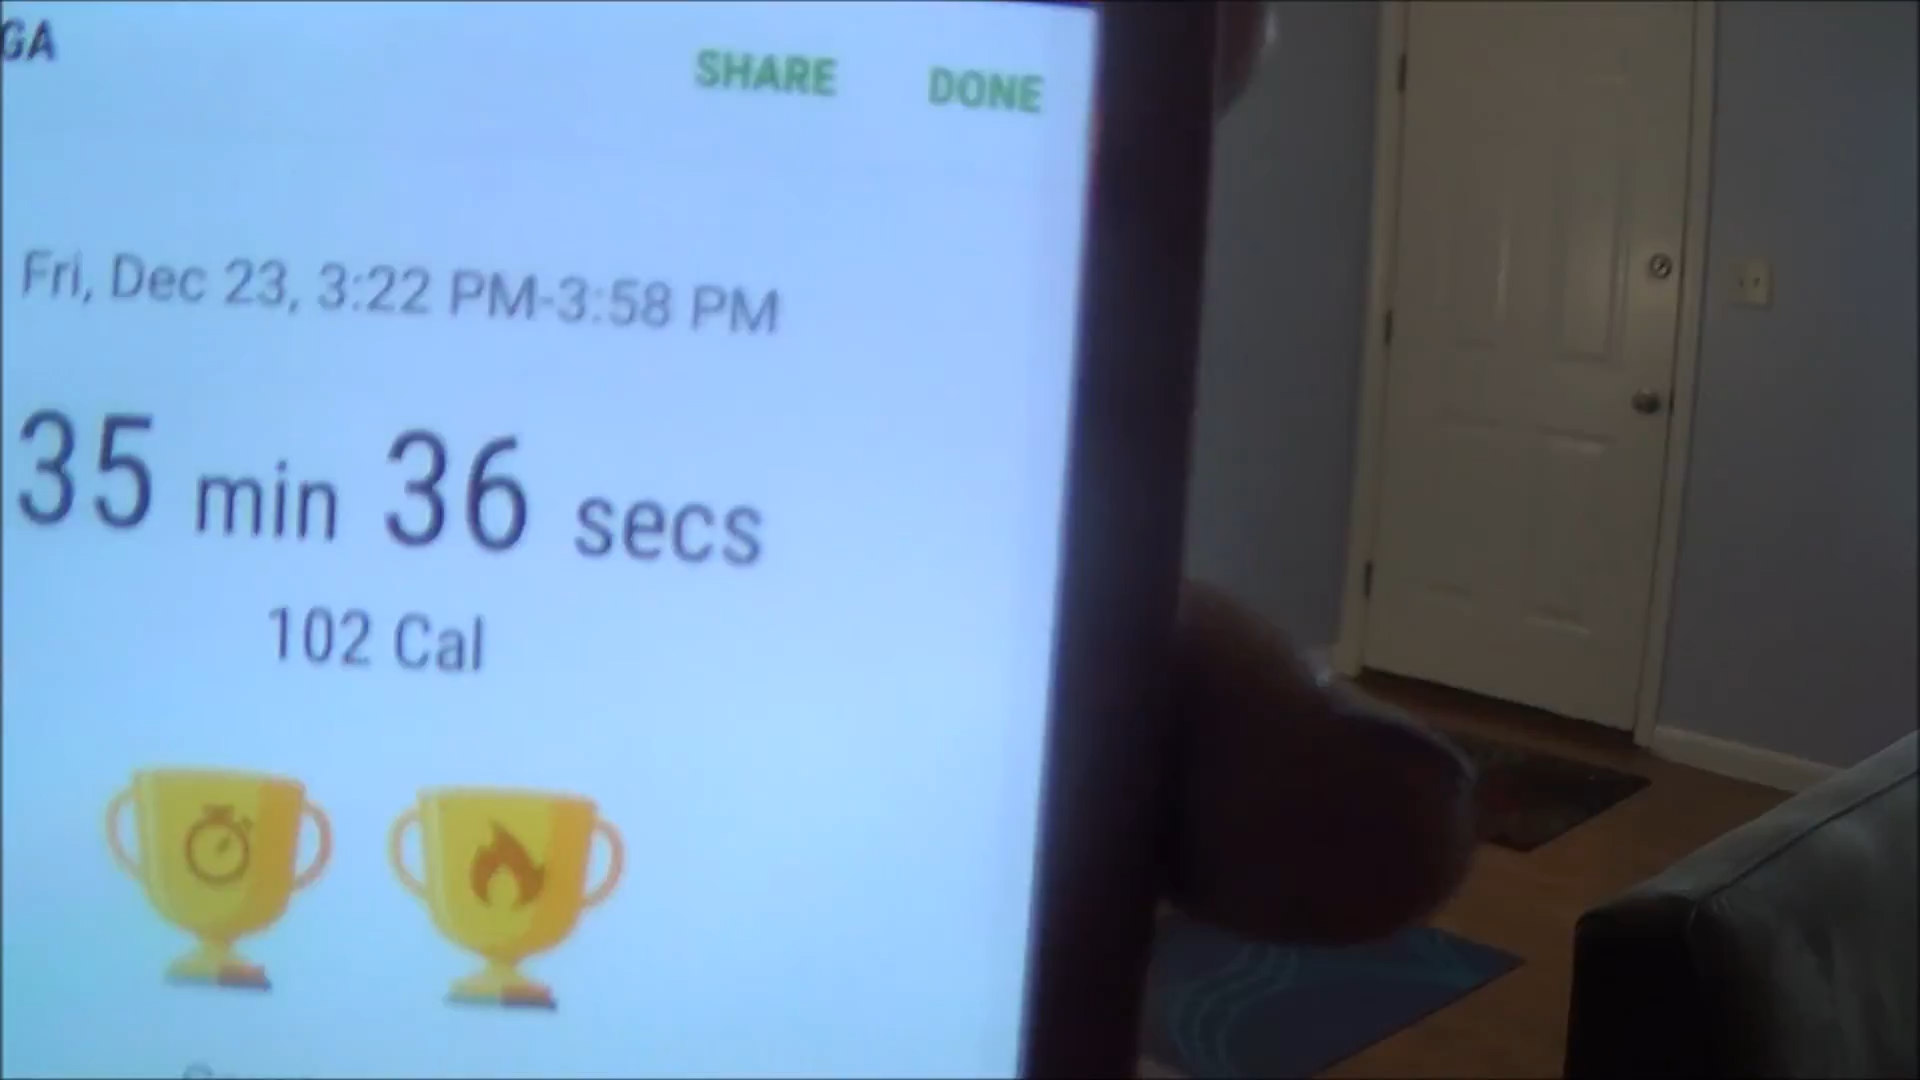 GA
SHARE DONE
Fri, Dec 23, 3:22 PM-3:58 PM
35 min 36 secs
102 Cal